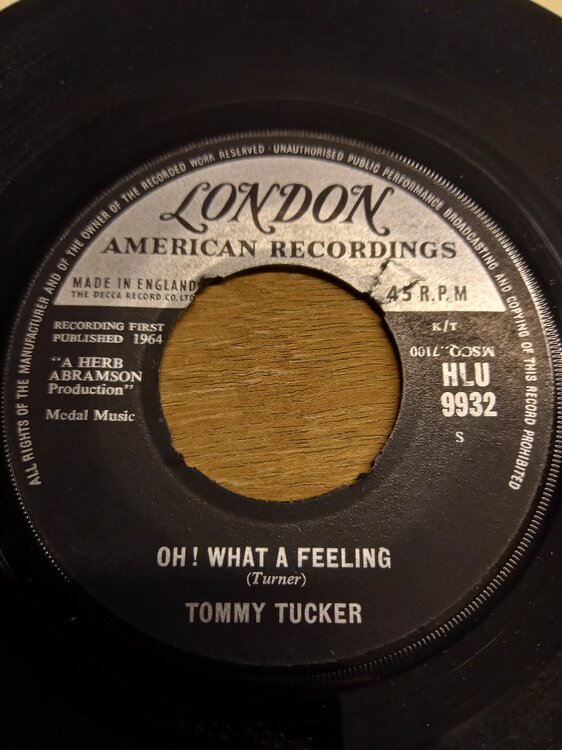 ALL RIGHTS OF THE MANUFACTURER AND OF THE OWNER OF THE RECORDED WORK RESERVED · UNAUTHORISED PUBLIC PERFORMANCE BROADCASTING AND COPYING OF THIS RECORD PROHIBITED
LONDON
AMERICAN RECORDINGS
MADE IN ENGLAND
THE DECCA RECORD CO. LTD
45 R.P.M
RECORDING FIRST
PUBLISHED 1964
"A HERB
ABRAMSON
Production"
Medal Music
T/K
MSCQ..7100
HLU
9932
S
OH! WHAT A FEELING
(Turner)
TOMMY TUCKER